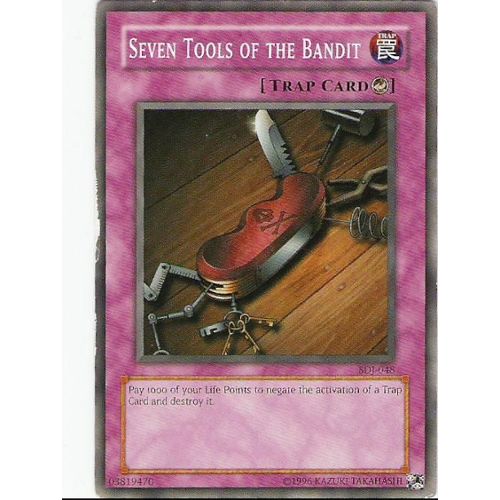 SEVEN TOOLS OF THE BANDIT
TRAP
罠
[TRAP CARD]
SDJ-048
Pay 1000 of your Life Points to negate the activation of a Trap
Card and destroy it.
03819470
©1996 KAZUKI TAKAHASHI